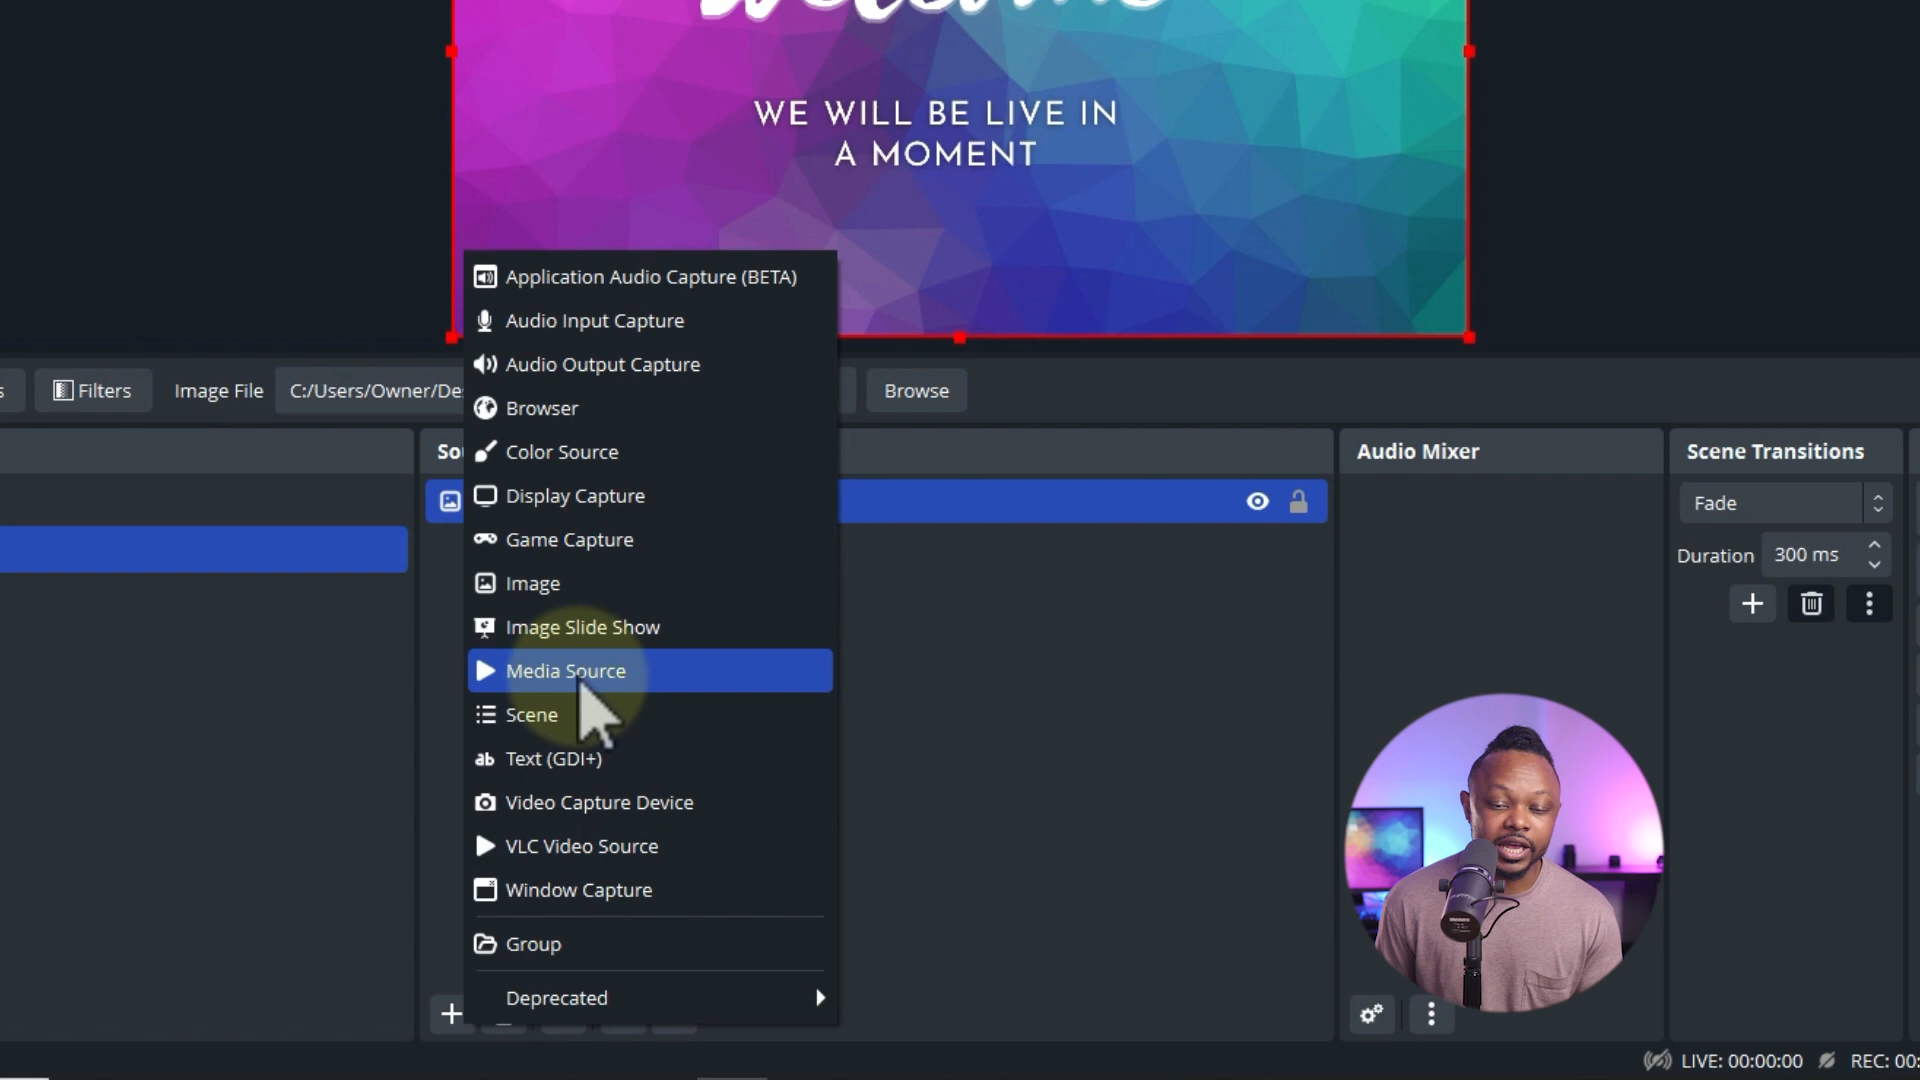 welcome
WE WILL BE LIVE IN
A MOMENT
Application Audio Capture (BETA)
Audio Input Capture
Audio Output Capture
Browser
Color Source
Display Capture
Game Capture
Image
Image Slide Show
Media Source
Scene
ab Text (GDI+)
Video Capture Device
VLC Video Source
Window Capture
Group
Deprecated
s Filters Image File C:/Users/Owner/De Browse
Sou
Audio Mixer
Scene Transitions
Fade
Duration 300 ms
LIVE: 00:00:00 REC: 00: